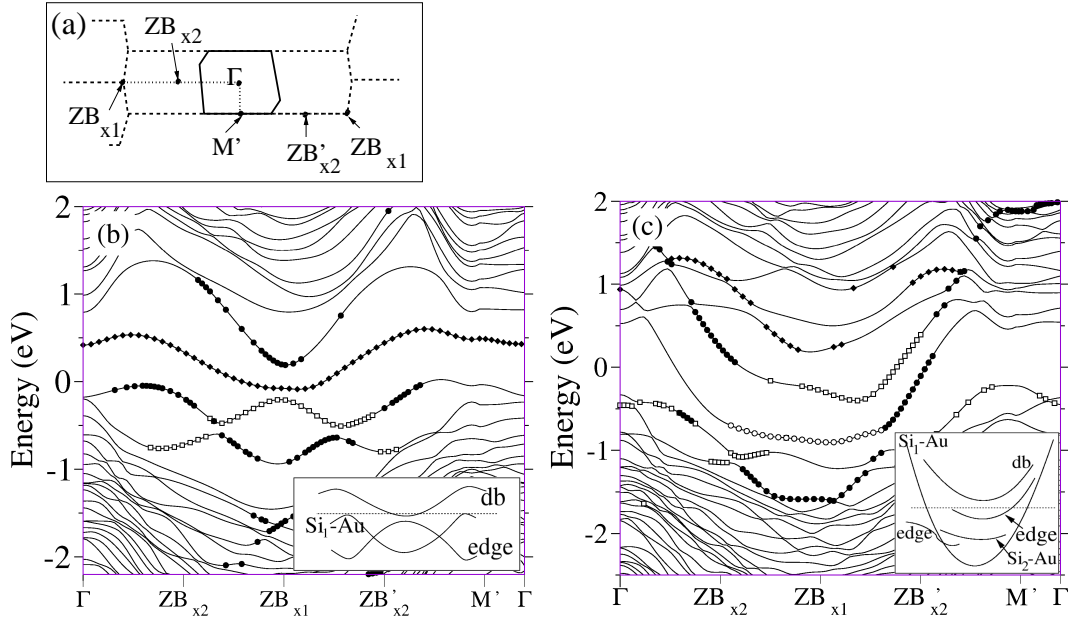 (a)
ZB x2
Γ
ZB x1
M'
ZB' x2
ZB x1
(b)
Energy (eV)
2
1
0
-1
-2
Si1-Au
db
edge
Γ
ZB x2
ZB x1
ZB' x2
M'
Γ
(c)
Energy (eV)
2
1
0
-1
-2
Si1-Au
db
edge
edge
Si2-Au
Γ
ZB x2
ZB x1
ZB' x2
M'
Γ